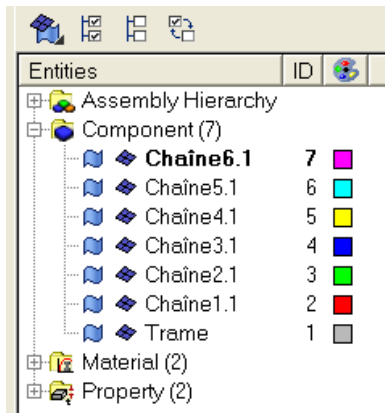 Entities ID
Assembly Hierarchy
Component (7)
Chaîne6.1 7
Chaîne5.1 6
Chaîne4.1 5
Chaîne3.1 4
Chaîne2.1 3
Chaîne1.1 2
Trame 1
Material (2)
Property (2)